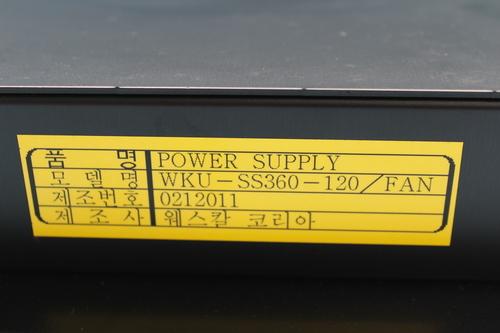 품 명 POWER SUPPLY
모 델 명 WKU-SS360-120/FAN
제조번호 0212011
제 조 사 웨스칼 코리아